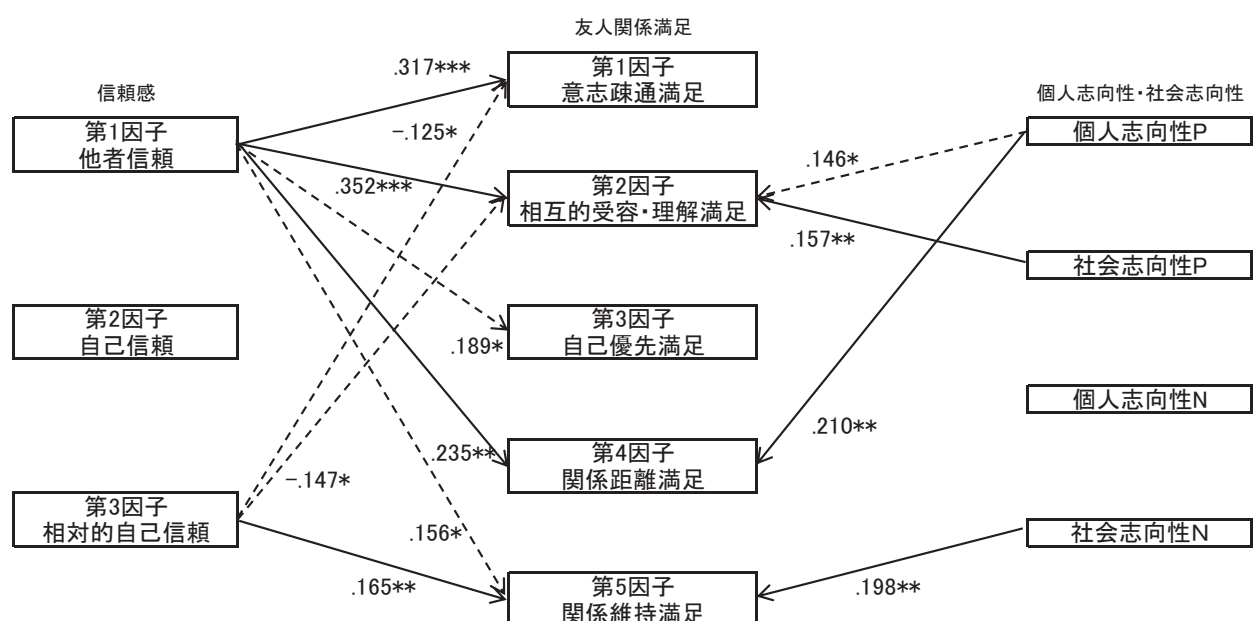 友人関係満足
信頼感
個人志向性・社会志向性
第1因子
他者信頼
第2因子
自己信頼
第3因子
相対的自己信頼
.317***
-.125*
.352***
.189*
.235**
-.147*
.156*
.165**
第1因子
意志疎通満足
第2因子
相互的受容・理解満足
第3因子
自己優先満足
第4因子
関係距離満足
第5因子
関係維持満足
.146*
.157**
.210**
.198**
個人志向性P
社会志向性P
個人志向性N
社会志向性N